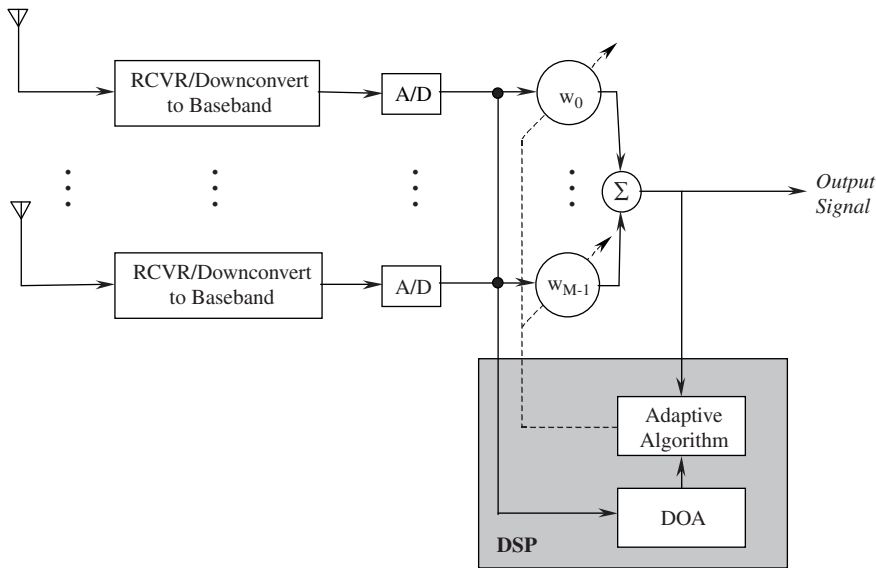 RCVR/Downconvert
to Baseband
A/D
w0
Σ
Output
Signal
RCVR/Downconvert
to Baseband
A/D
wM-1
Adaptive
Algorithm
DOA
DSP